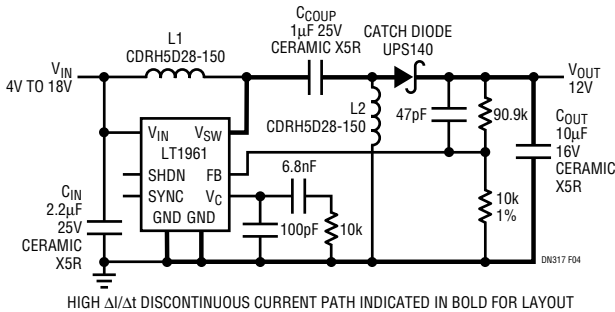 L1
CDRH5D28-150
C_COUP
1µF 25V
CERAMIC X5R
CATCH DIODE
UPS140
V_IN
4V TO 18V
V_OUT
12V
L2
CDRH5D28-150
47pF
90.9k
C_OUT
10µF
16V
CERAMIC
X5R
V_IN
V_SW
LT1961
SHDN
FB
SYNC
V_C
GND GND
6.8nF
100pF
10k
10k
1%
C_IN
2.2µF
25V
CERAMIC
X5R
DN317 F04
HIGH ΔI/Δt DISCONTINUOUS CURRENT PATH INDICATED IN BOLD FOR LAYOUT